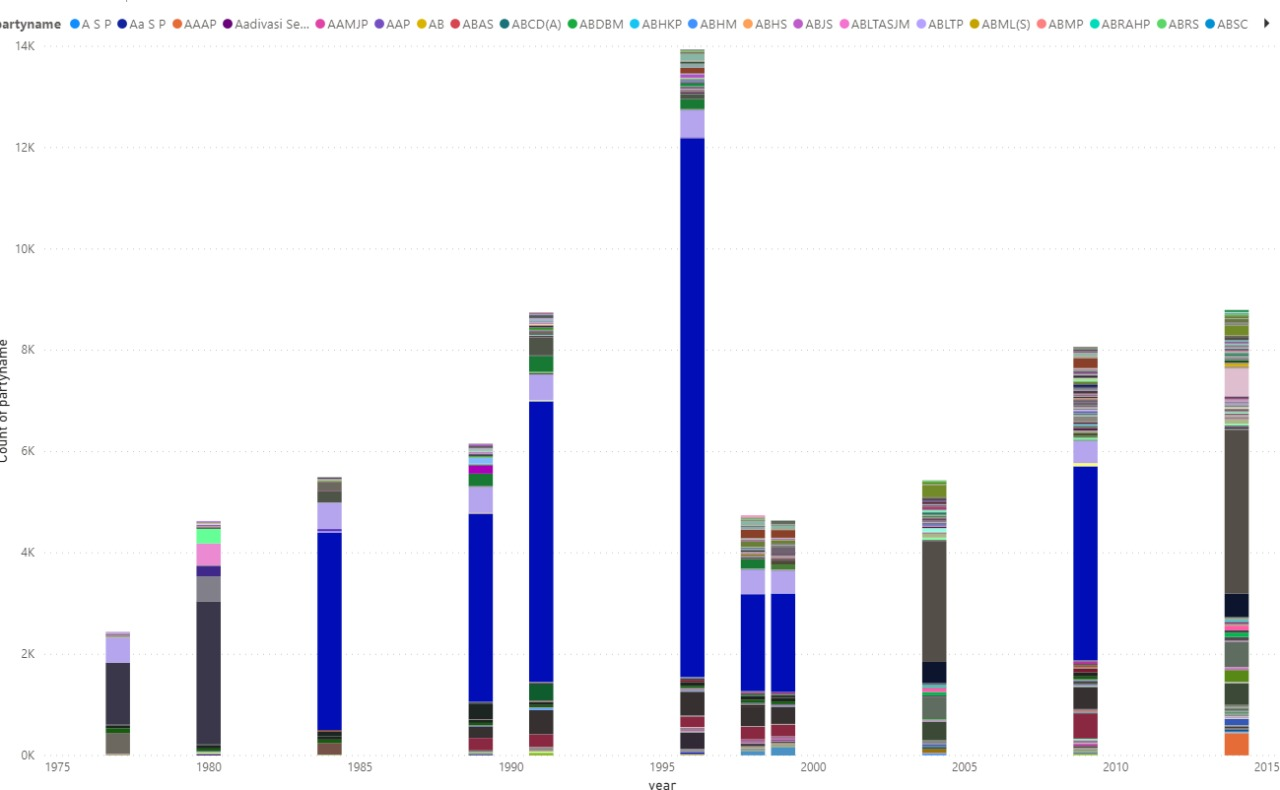 partyname A S P Aa S P AAAP Aadivasi Se... AAMJP AAP AB ABAS ABCD(A) ABDBM ABHKP ABHM ABHS ABJS ABLTASJM ABLTP ABML(S) ABMP ABRAHP ABRS ABSC
14K
12K
10K
8K
6K
4K
2K
0K
Count of partyname
1975 1980 1985 1990 1995 2000 2005 2010 2015
year